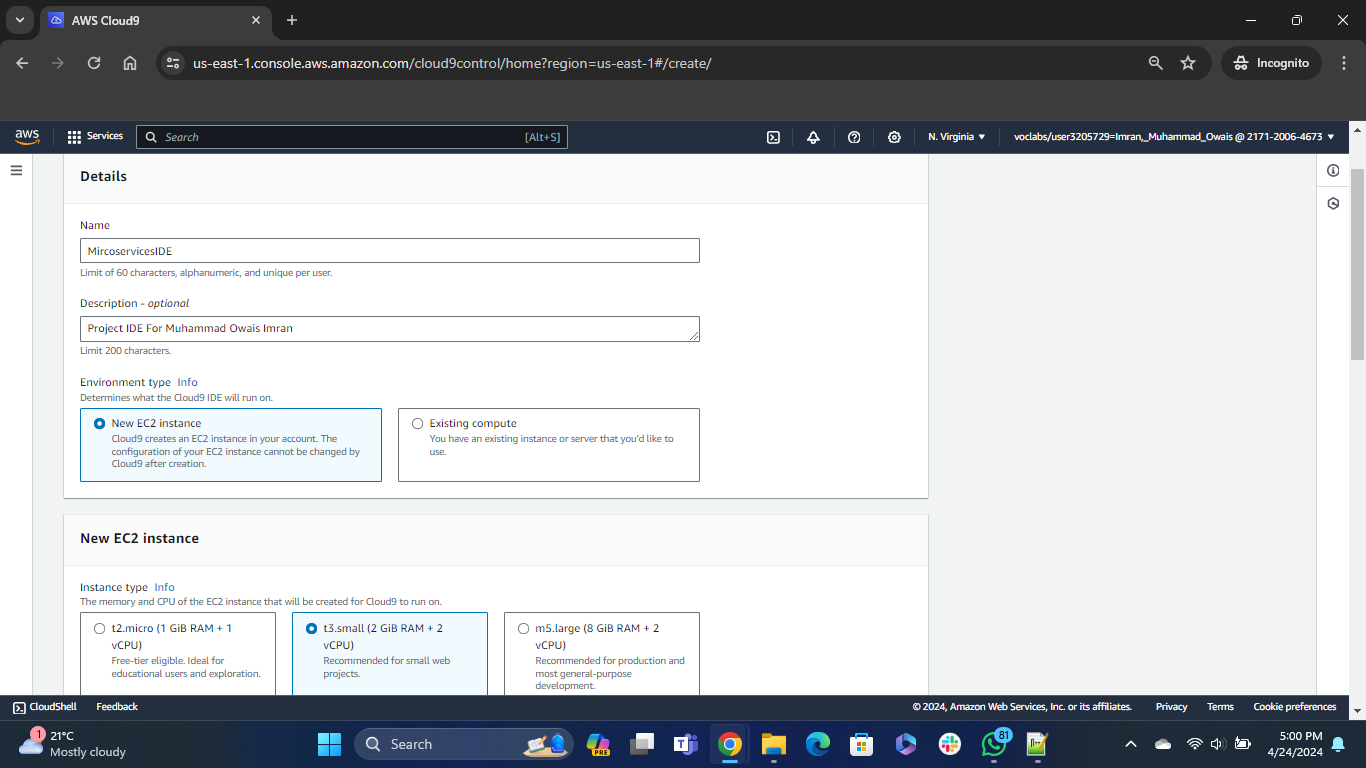 AWS Cloud9
us-east-1.console.aws.amazon.com/cloud9control/home?region=us-east-1#/create/
Incognito
aws
Services
Search
[Alt+S]
N. Virginia
voclabs/user3205729=Imran,_Muhammad_Owais @ 2171-2006-4673
Details
Name
MircoservicesIDE
Limit of 60 characters, alphanumeric, and unique per user.
Description - optional
Project IDE For Muhammad Owais Imran
Limit 200 characters.
Environment type Info
Determines what the Cloud9 IDE will run on.
New EC2 instance
Cloud9 creates an EC2 instance in your account. The
configuration of your EC2 instance cannot be changed by
Cloud9 after creation.
Existing compute
You have an existing instance or server that you'd like to
use.
New EC2 instance
Instance type Info
The memory and CPU of the EC2 instance that will be created for Cloud9 to run on.
t2.micro (1 GiB RAM + 1
vCPU)
Free-tier eligible. Ideal for
educational users and exploration.
t3.small (2 GiB RAM + 2
vCPU)
Recommended for small web
projects.
m5.large (8 GiB RAM + 2
vCPU)
Recommended for production and
most general-purpose
development.
CloudShell
Feedback
© 2024, Amazon Web Services, Inc. or its affiliates.
Privacy
Terms
Cookie preferences
1
21°C
Mostly cloudy
Search
PRE
81
5:00 PM
4/24/2024